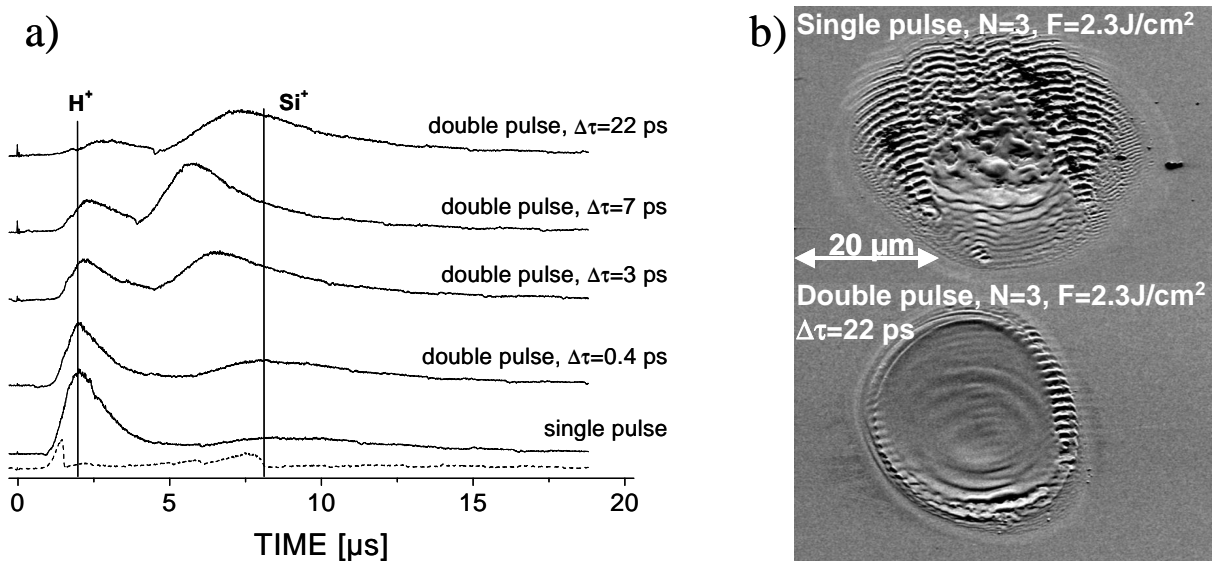 a)
H⁺
Si⁺
double pulse, Δτ=22 ps
double pulse, Δτ=7 ps
double pulse, Δτ=3 ps
double pulse, Δτ=0.4 ps
single pulse
0 5 10 15 20
TIME [µs]
b)
Single pulse, N=3, F=2.3J/cm²
20 µm
Double pulse, N=3, F=2.3J/cm²
Δτ=22 ps